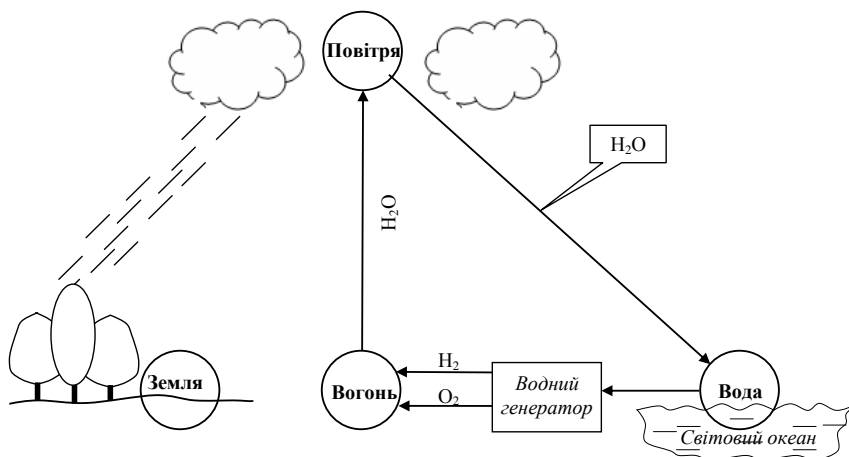 Повітря
H₂O
H₂O
H₂
O₂
Земля
Вогонь
Водний
генератор
Вода
Світовий океан